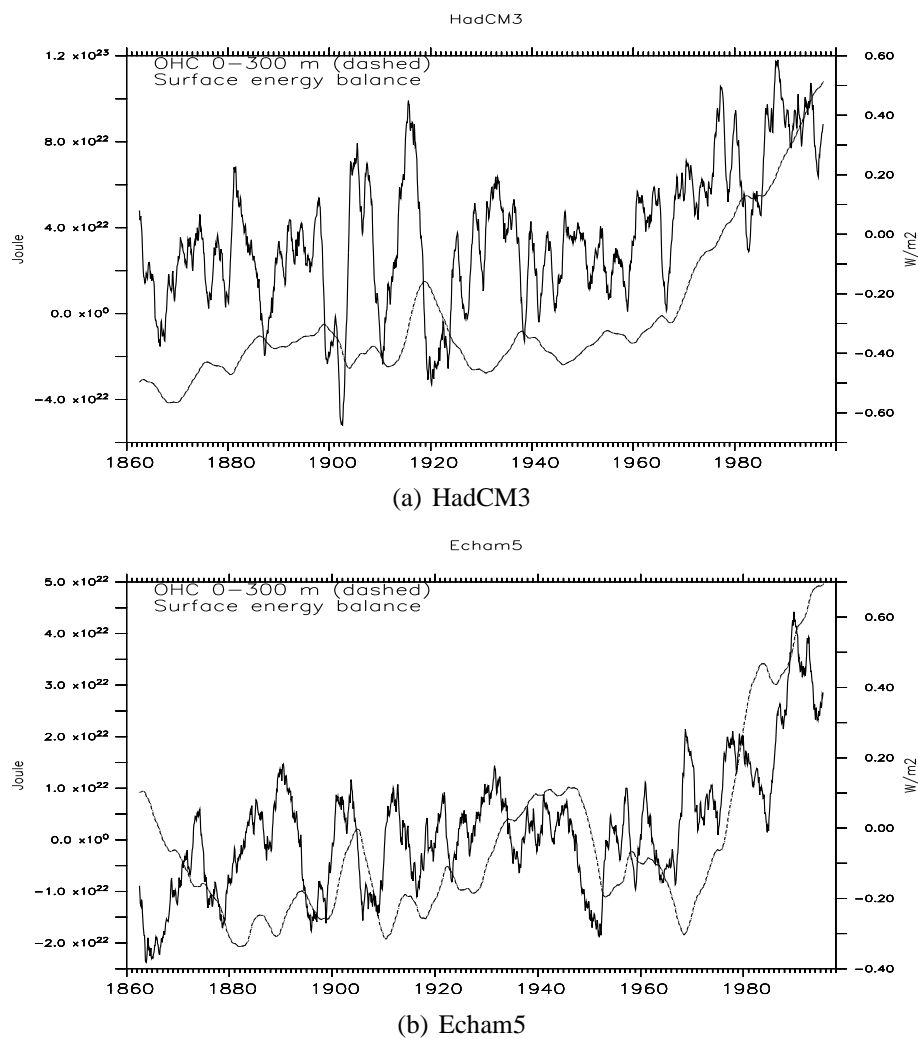 HadCM3
OHC 0-300 m (dashed)
Surface energy balance
1.2 ×10²³
8.0 ×10²²
4.0 ×10²²
0.0 ×10⁰
-4.0 ×10²²
Joule
0.60
0.40
0.20
0.00
-0.20
-0.40
-0.60
W/m2
1860 1880 1900 1920 1940 1960 1980
(a) HadCM3
Echam5
OHC 0-300 m (dashed)
Surface energy balance
5.0 ×10²²
4.0 ×10²²
3.0 ×10²²
2.0 ×10²²
1.0 ×10²²
0.0 ×10⁰
-1.0 ×10²²
-2.0 ×10²²
Joule
0.60
0.40
0.20
0.00
-0.20
-0.40
W/m2
1860 1880 1900 1920 1940 1960 1980
(b) Echam5